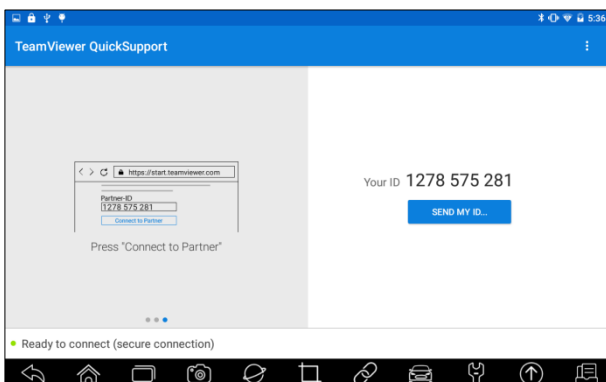 5:36
TeamViewer QuickSupport
https://start.teamviewer.com
Partner-ID
1278 575 281
Connect to Partner
Press "Connect to Partner"
Your ID 1278 575 281
SEND MY ID...
Ready to connect (secure connection)